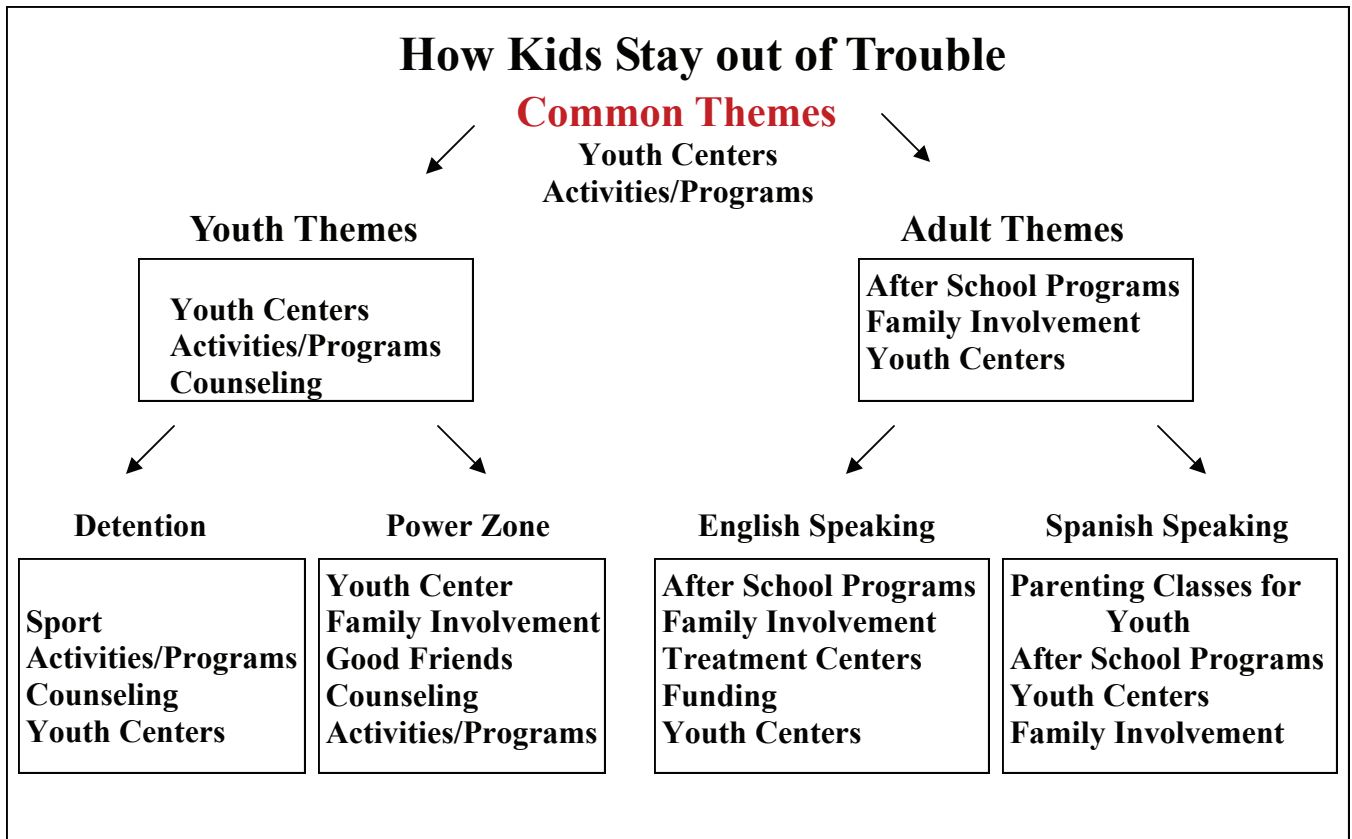 How Kids Stay out of Trouble
Common Themes
Youth Centers
Activities/Programs
Youth Themes
Youth Centers
Activities/Programs
Counseling
Adult Themes
After School Programs
Family Involvement
Youth Centers
Detention
Sport
Activities/Programs
Counseling
Youth Centers
Power Zone
Youth Center
Family Involvement
Good Friends
Counseling
Activities/Programs
English Speaking
After School Programs
Family Involvement
Treatment Centers
Funding
Youth Centers
Spanish Speaking
Parenting Classes for
Youth
After School Programs
Youth Centers
Family Involvement